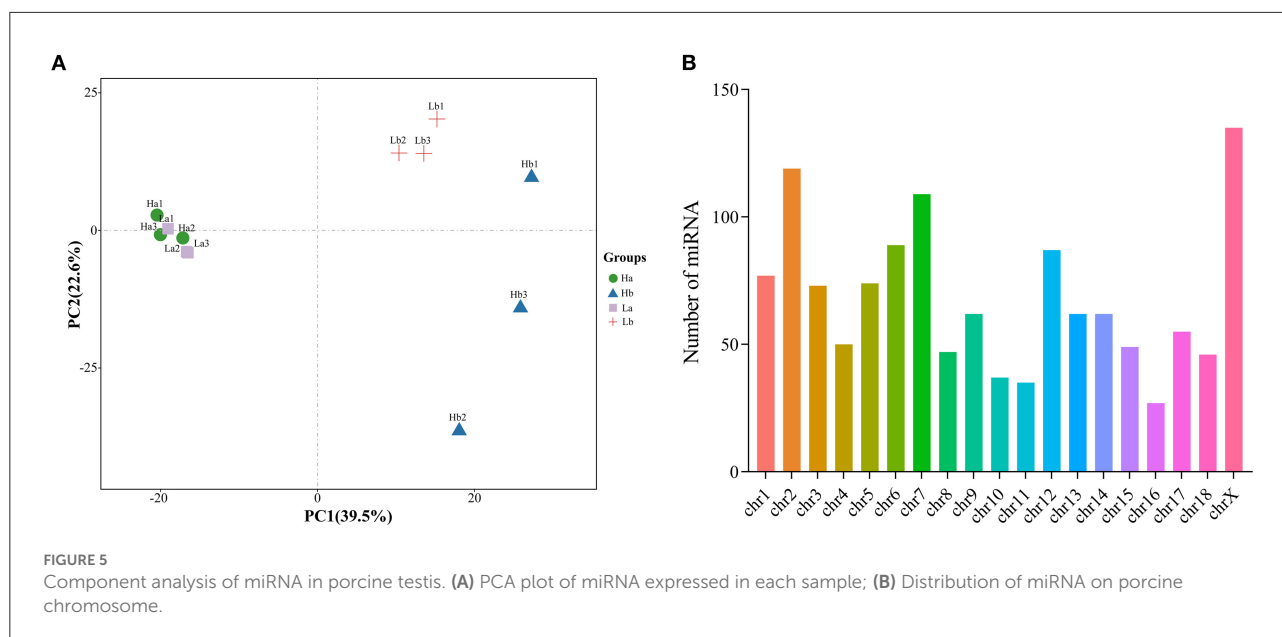 A
25
0
-25
-20
0
20
PC2(22.6%)
PC1(39.5%)
Lb1
Lb2
Lb3
Hb1
Ha1
La1
Ha3
Ha2
La2
La3
Hb3
Hb2
Groups
Ha
Hb
La
Lb
B
150
100
50
0
Number of miRNA
chr1
chr2
chr3
chr4
chr5
chr6
chr7
chr8
chr9
chr10
chr11
chr12
chr13
chr14
chr15
chr16
chr17
chr18
chrX
FIGURE 5
Component analysis of miRNA in porcine testis. (A) PCA plot of miRNA expressed in each sample; (B) Distribution of miRNA on porcine
chromosome.